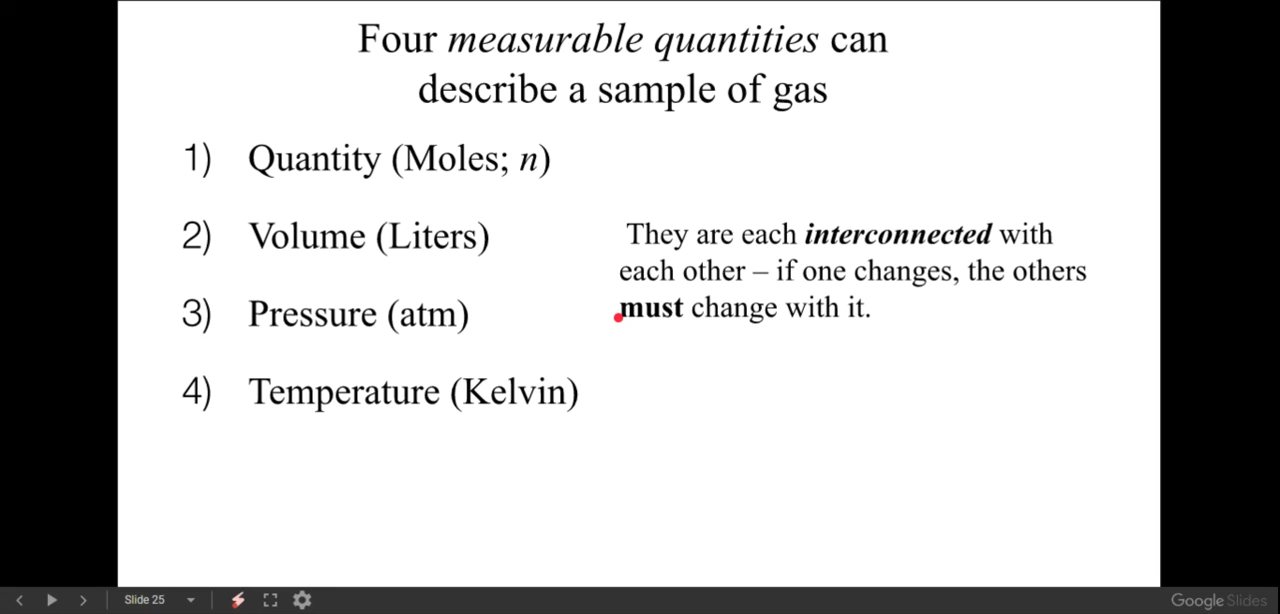 Four measurable quantities can
describe a sample of gas
1) Quantity (Moles; n)
2) Volume (Liters)
3) Pressure (atm)
4) Temperature (Kelvin)
They are each interconnected with
each other – if one changes, the others
must change with it.
Slide 25
Google Slides